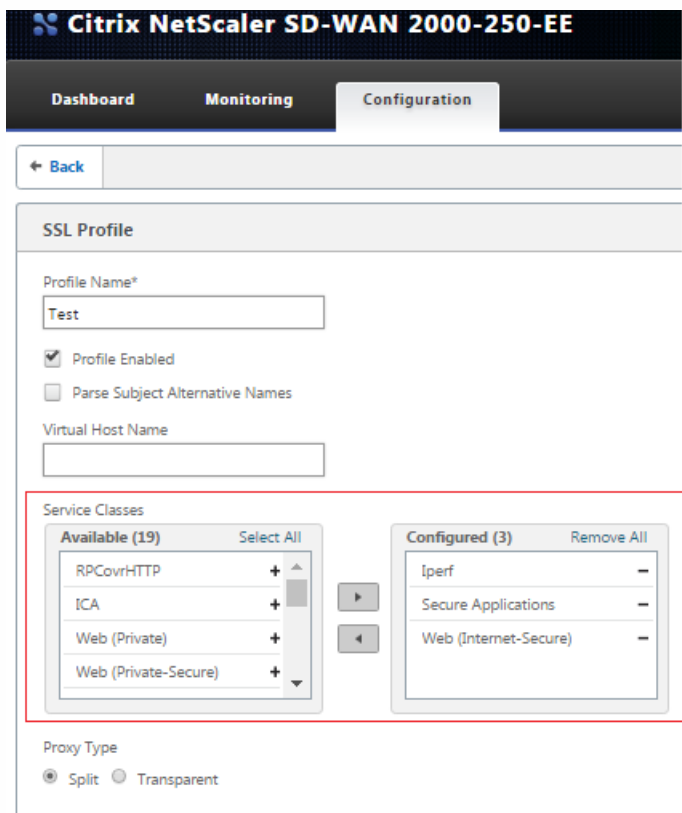 Citrix NetScaler SD-WAN 2000-250-EE
Dashboard Monitoring Configuration
Back
SSL Profile
Profile Name*
Test
Profile Enabled
Parse Subject Alternative Names
Virtual Host Name
Service Classes
Available (19) Select All
RPCovrHTTP +
ICA +
Web (Private) +
Web (Private-Secure) +
Configured (3) Remove All
Iperf −
Secure Applications −
Web (Internet-Secure) −
Proxy Type
Split Transparent